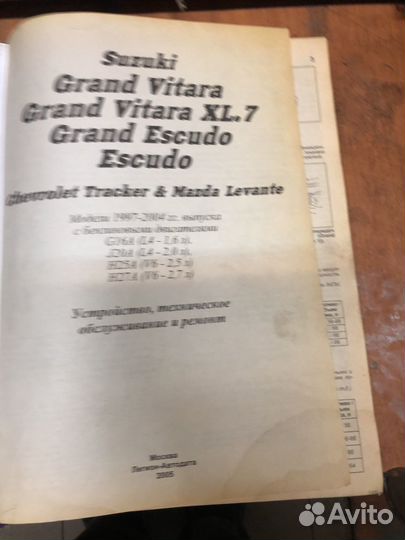 Suzuki
Grand Vitara
Grand Vitara XL.7
Grand Escudo
Escudo
Chevrolet Tracker & Mazda Levante
Модели 1997-2004 гг. выпуска
с бензиновыми двигателями
G16A (L4 - 1,6 л),
J20A (L4 - 2,0 л),
H25A (V6 - 2,5 л)
H27A (V6 - 2,7 л)
Устройство, техническое
обслуживание и ремонт
Москва
Легион-Автодата
2005
3
Avito